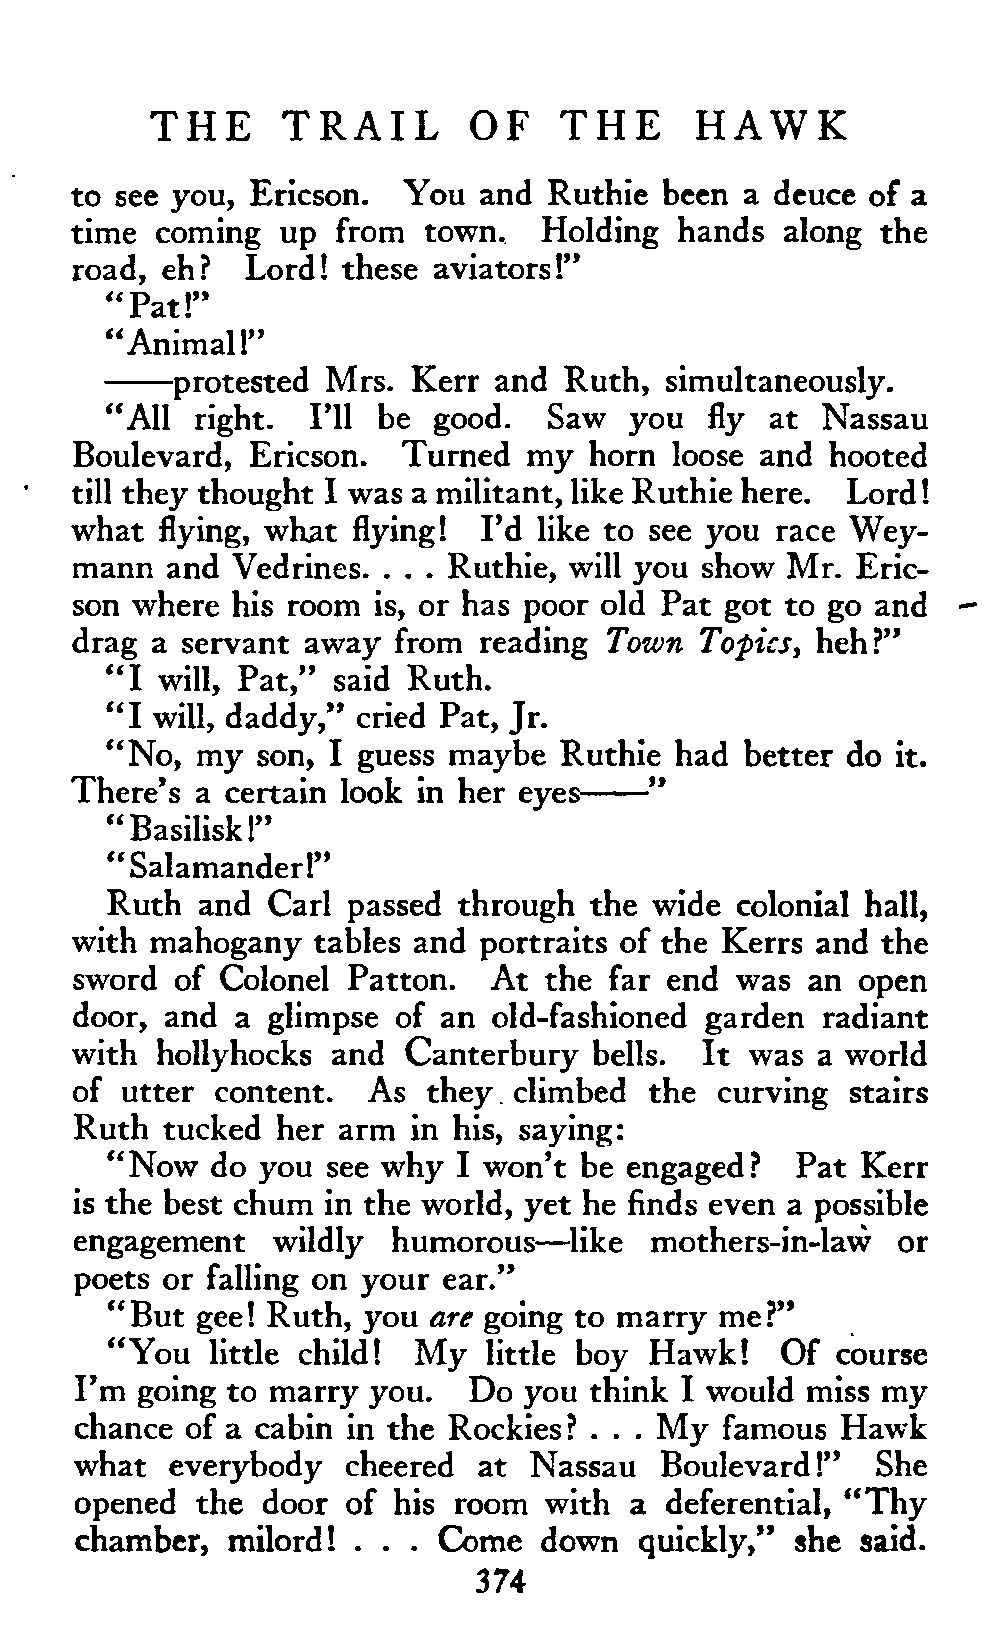 THE TRAIL OF THE HAWK
to see you, Ericson. You and Ruthie been a deuce of a
time coming up from town. Holding hands along the
road, eh? Lord! these aviators!"
"Pat!"
"Animal!"
——protested Mrs. Kerr and Ruth, simultaneously.
"All right. I'll be good. Saw you fly at Nassau
Boulevard, Ericson. Turned my horn loose and hooted
till they thought I was a militant, like Ruthie here. Lord!
what flying, what flying! I'd like to see you race Wey-
mann and Vedrines. . . . Ruthie, will you show Mr. Eric-
son where his room is, or has poor old Pat got to go and
drag a servant away from reading Town Topics, heh?"
"I will, Pat," said Ruth.
"I will, daddy," cried Pat, Jr.
"No, my son, I guess maybe Ruthie had better do it.
There's a certain look in her eyes——"
"Basilisk!"
"Salamander!"
Ruth and Carl passed through the wide colonial hall,
with mahogany tables and portraits of the Kerrs and the
sword of Colonel Patton. At the far end was an open
door, and a glimpse of an old-fashioned garden radiant
with hollyhocks and Canterbury bells. It was a world
of utter content. As they climbed the curving stairs
Ruth tucked her arm in his, saying:
"Now do you see why I won't be engaged? Pat Kerr
is the best chum in the world, yet he finds even a possible
engagement wildly humorous—like mothers-in-law or
poets or falling on your ear."
"But gee! Ruth, you are going to marry me?"
"You little child! My little boy Hawk! Of course
I'm going to marry you. Do you think I would miss my
chance of a cabin in the Rockies? . . . My famous Hawk
what everybody cheered at Nassau Boulevard!" She
opened the door of his room with a deferential, "Thy
chamber, milord! . . . Come down quickly," she said.
374